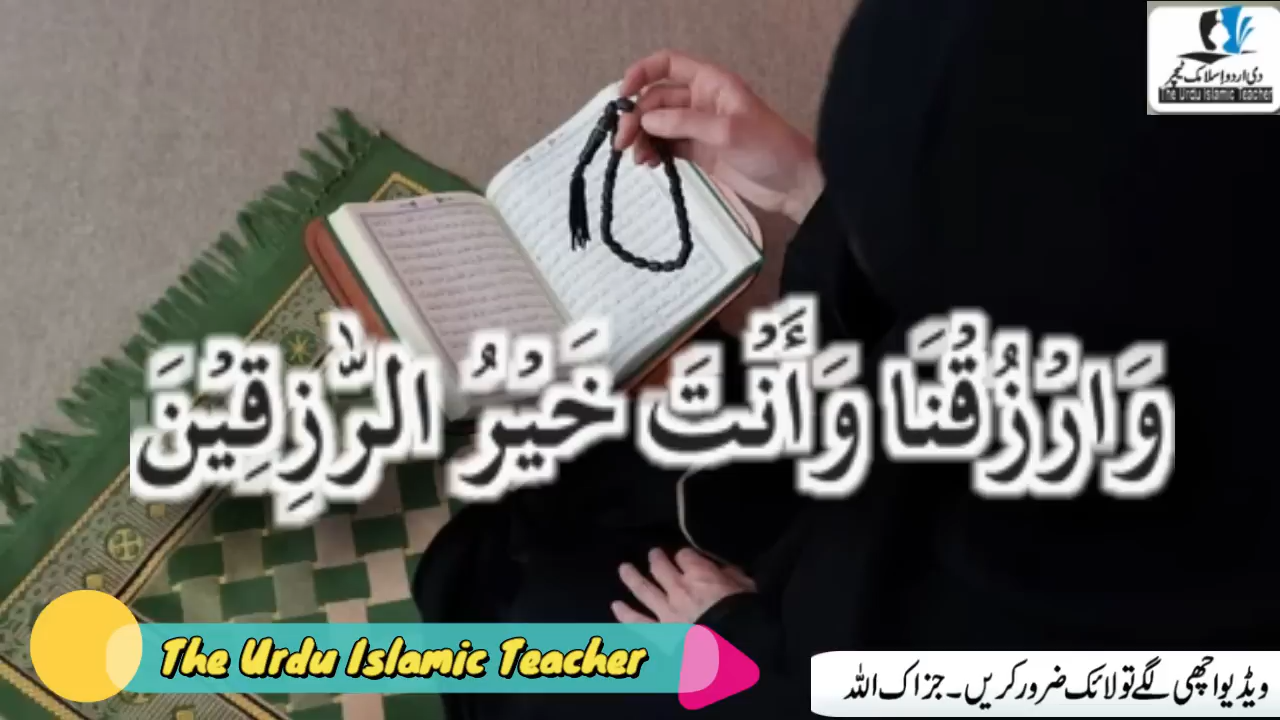 دی اردو اسلامک ٹیچر
The Urdu Islamic Teacher
وَارْزُقْنَا وَأَنْتَ خَيْرُ الرّٰزِقِيْنَ
The Urdu Islamic Teacher
ویڈیو اچھی لگے تو لائک ضرور کریں۔ جزاک اللہ